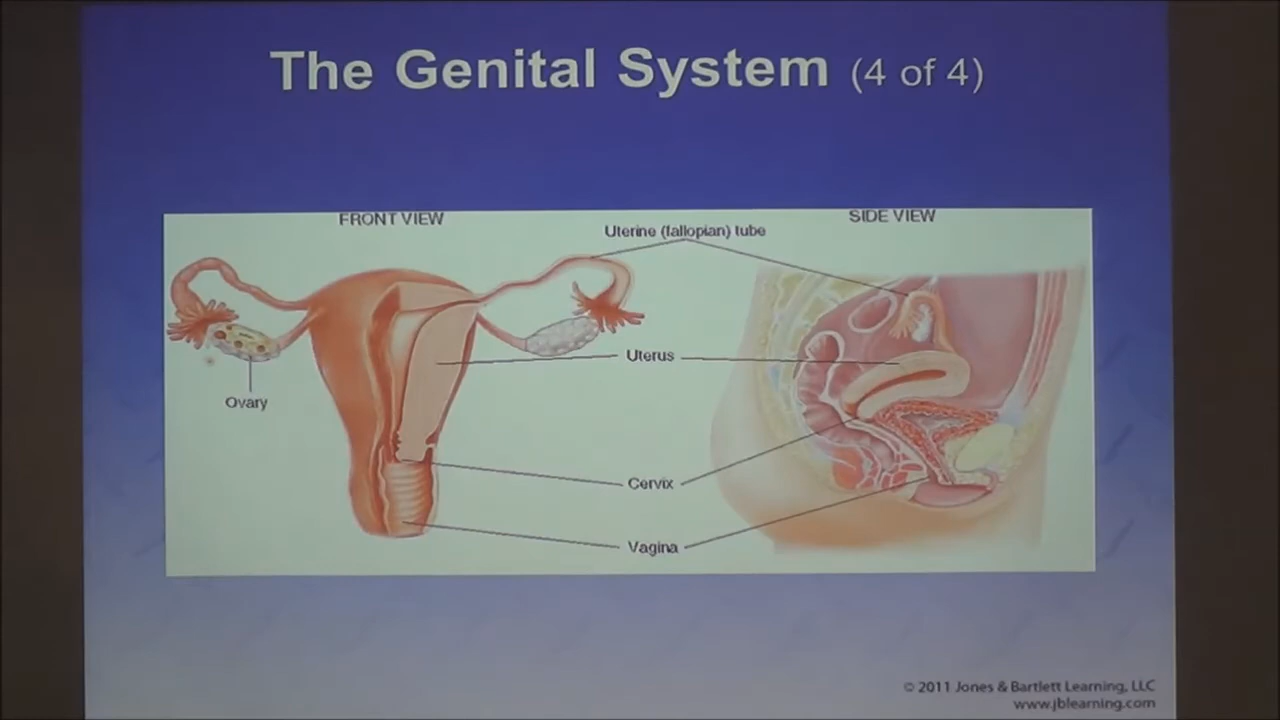 The Genital System (4 of 4)
FRONT VIEW
SIDE VIEW
Uterine (fallopian) tube
Uterus
Ovary
Cervix
Vagina
© 2011 Jones & Bartlett Learning, LLC
www.jblearning.com